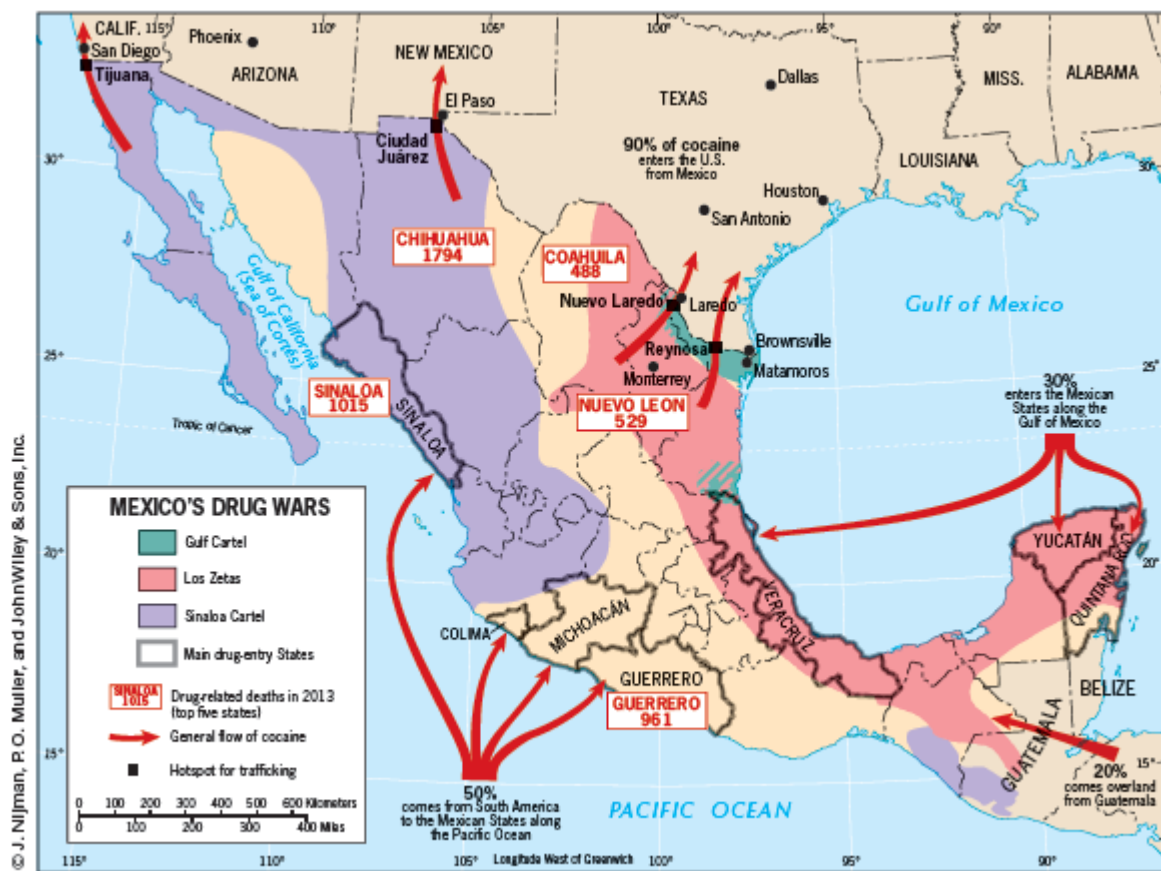 115°
CALIF.
San Diego
Tijuana
Phoenix
ARIZONA
105°
NEW MEXICO
El Paso
Ciudad
Juárez
100°
95°
90°
Dallas
TEXAS
MISS.
ALABAMA
LOUISIANA
90% of cocaine
enters the U.S.
from Mexico
30°
30°
Houston
San Antonio
CHIHUAHUA
1794
COAHUILA
488
Nuevo Laredo
Laredo
Gulf of California
(Sea of
Cortés)
Gulf of Mexico
25°
25°
Reynosa
Brownsville
Matamoros
Monterrey
SINALOA
1015
SINALOA
NUEVO LEON
529
30%
enters the Mexican
States along the
Gulf of Mexico
Tropic of Cancer
MEXICO'S DRUG WARS
Gulf Cartel
Los Zetas
Sinaloa Cartel
Main drug-entry States
SINALOA
1015
Drug-related deaths in 2013
(top five states)
General flow of cocaine
Hotspot for trafficking
0 100 200 300 400 500 600 Kilometers
0 100 200 300 400 Miles
20°
20°
YUCATÁN
QUINTANA ROO
VERACRUZ
COLIMA
MICHOACÁN
GUERRERO
GUERRERO
961
BELIZE
GUATEMALA
15°
15°
20%
comes overland
from Guatemala
50%
comes from South America
to the Mexican States along
the Pacific Ocean
PACIFIC OCEAN
115°
110°
105°
Longitude West of Greenwich
100°
95°
90°
© J. Nijman, P.O. Muller, and John Wiley & Sons, Inc.